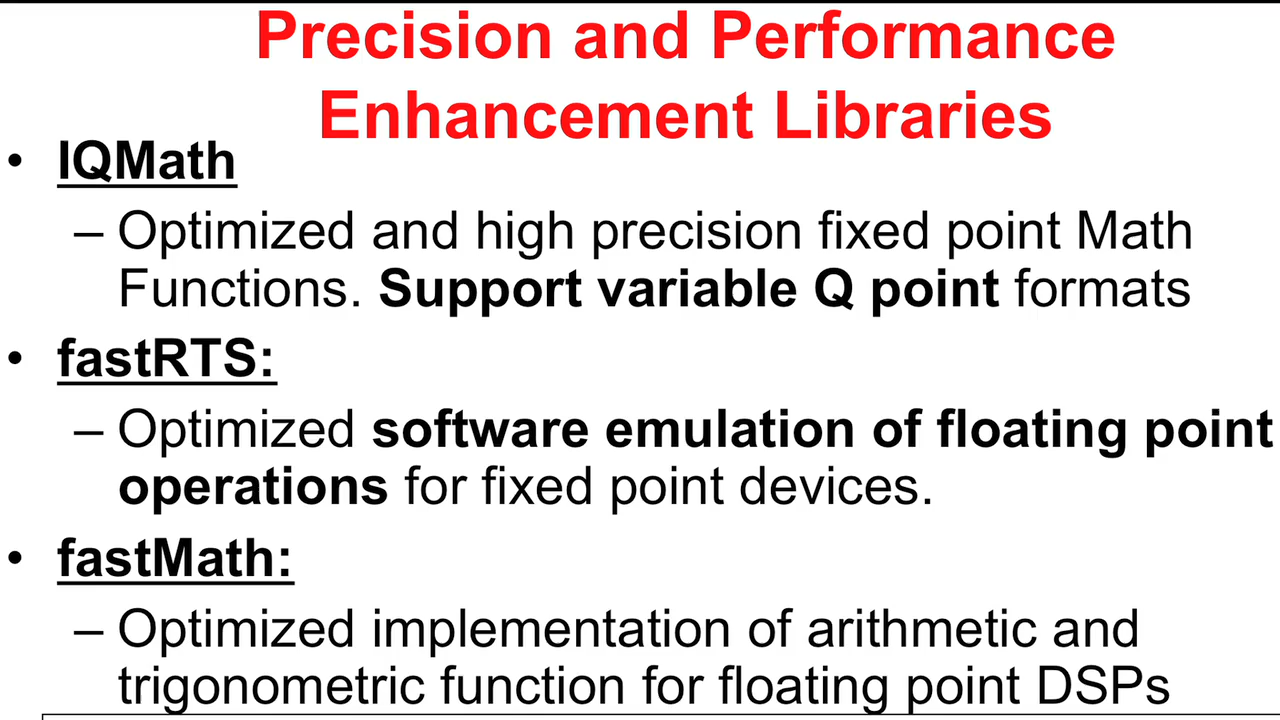 Precision and Performance
Enhancement Libraries
• IQMath
– Optimized and high precision fixed point Math
Functions. Support variable Q point formats
• fastRTS:
– Optimized software emulation of floating point
operations for fixed point devices.
• fastMath:
– Optimized implementation of arithmetic and
trigonometric function for floating point DSPs